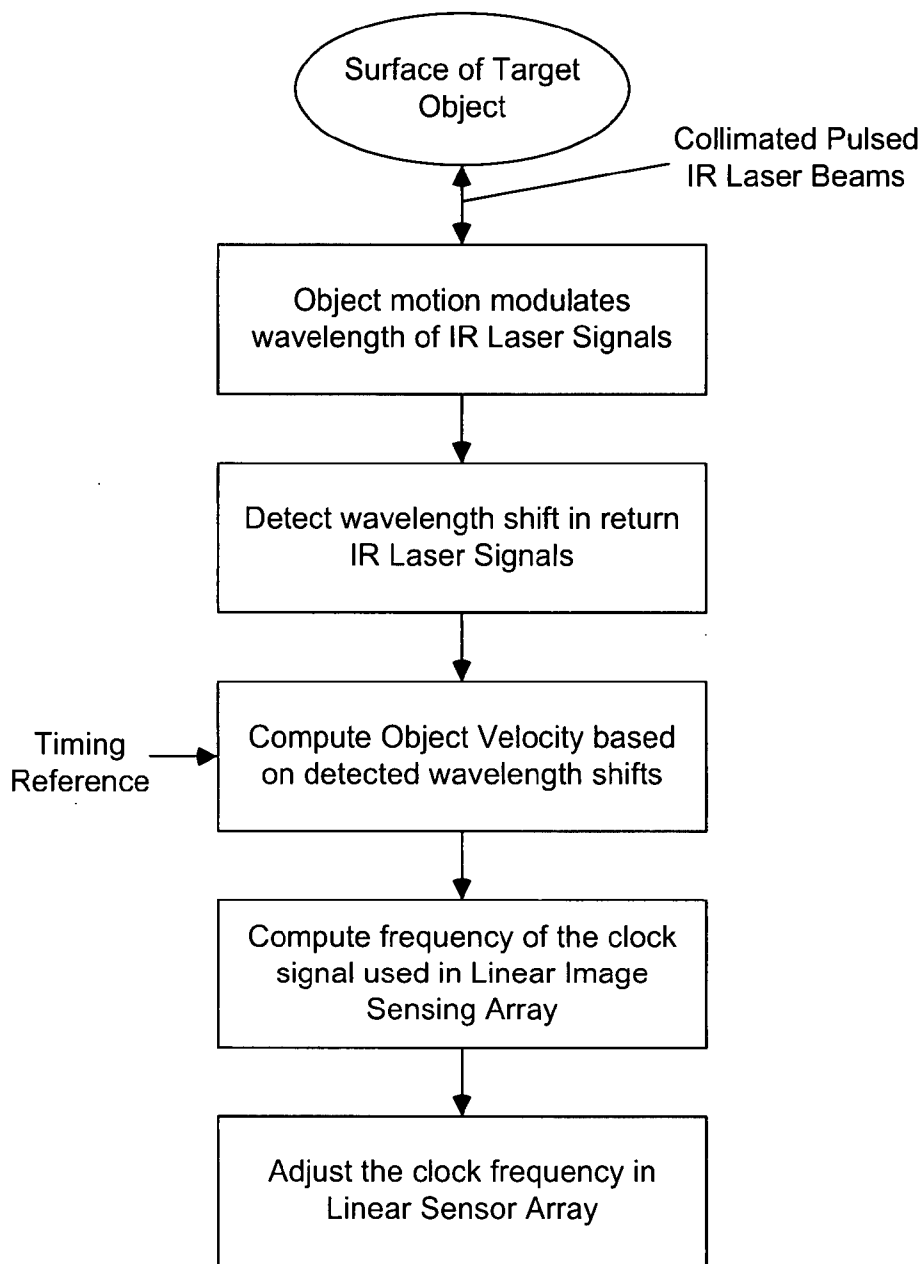 Surface of Target
Object
Collimated Pulsed
IR Laser Beams
Object motion modulates
wavelength of IR Laser Signals
Detect wavelength shift in return
IR Laser Signals
Timing
Reference
Compute Object Velocity based
on detected wavelength shifts
Compute frequency of the clock
signal used in Linear Image
Sensing Array
Adjust the clock frequency in
Linear Sensor Array